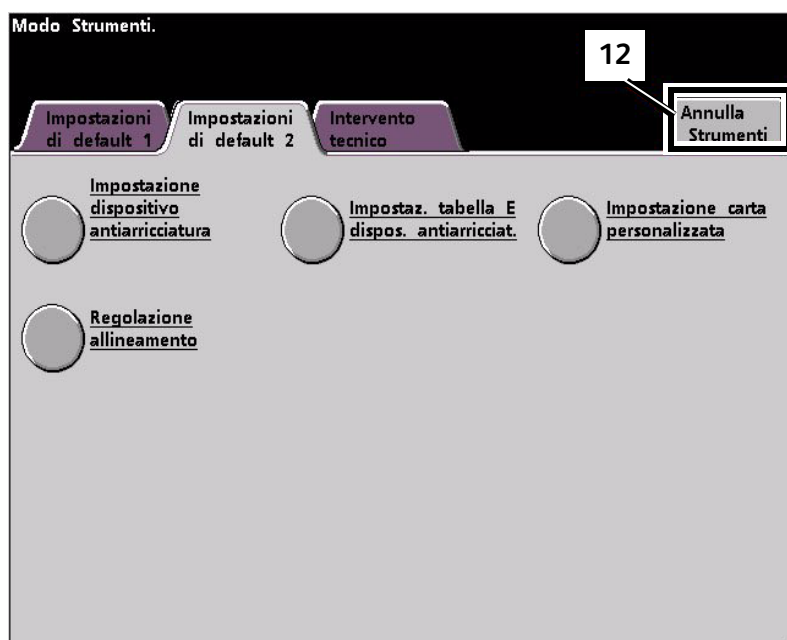 Modo Strumenti.
12
Impostazioni
di default 1
Impostazioni
di default 2
Intervento
tecnico
Annulla
Strumenti
Impostazione
dispositivo
antiarricciatura
Impostaz. tabella E
dispos. antiarricciat.
Impostazione carta
personalizzata
Regolazione
allineamento